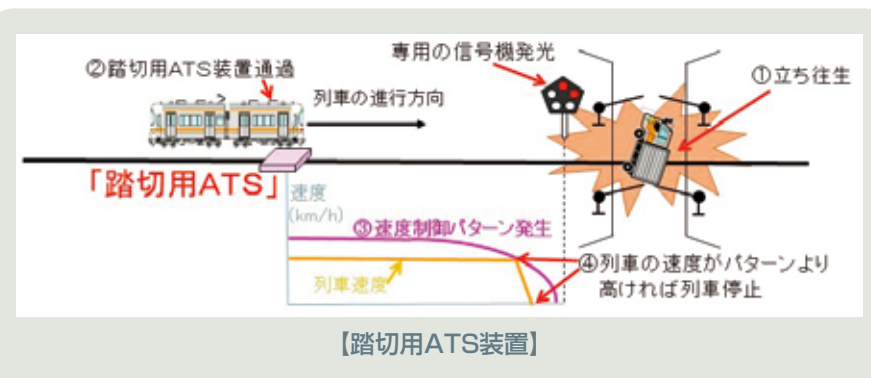 ②踏切用ATS装置通過
専用の信号機発光
①立ち往生
列車の進行方向
「踏切用ATS」
速度
(km/h)
③速度制御パターン発生
列車速度
④列車の速度がパターンより
高ければ列車停止
【踏切用ATS装置】